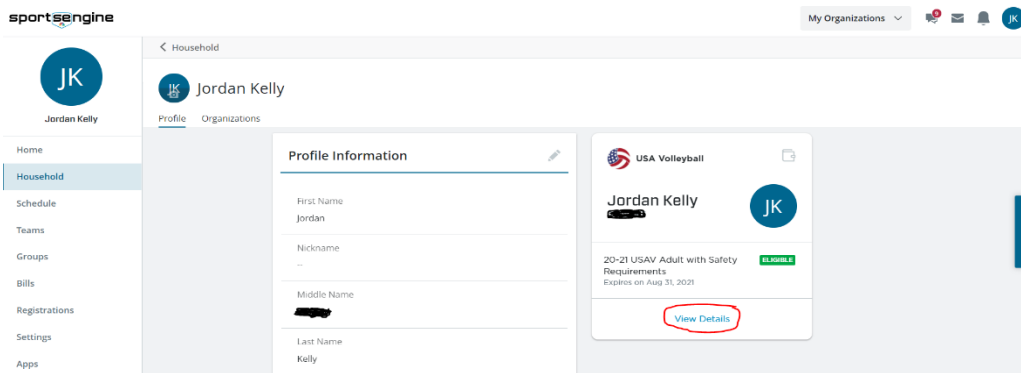 sportsengine
My Organizations
9
JK
JK
Jordan Kelly
Home
Household
Schedule
Teams
Groups
Bills
Registrations
Settings
Apps
Household
JK
Jordan Kelly
Profile Organizations
Profile Information
First Name
Jordan
Nickname
--
Middle Name
Last Name
Kelly
USA Volleyball
Jordan Kelly
JK
20-21 USAV Adult with Safety
Requirements
ELIGIBLE
Expires on Aug 31, 2021
View Details